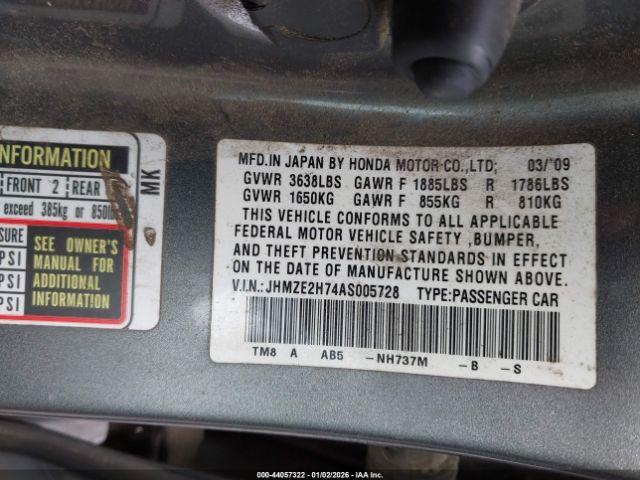 INFORMATION
FRONT 2 REAR
exceed 385kg or 850lb
SEE OWNER'S
MANUAL FOR
ADDITIONAL
INFORMATION
PSI
PSI
PSI
MK
MFD.IN JAPAN BY HONDA MOTOR CO.,LTD; 03/'09
GVWR 3638LBS GAWR F 1885LBS R 1786LBS
GVWR 1650KG GAWR F 855KG R 810KG
THIS VEHICLE CONFORMS TO ALL APPLICABLE
FEDERAL MOTOR VEHICLE SAFETY ,BUMPER,
AND THEFT PREVENTION STANDARDS IN EFFECT
ON THE DATE OF MANUFACTURE SHOWN ABOVE.
V.I.N.: JHMZE2H74AS005728 TYPE:PASSENGER CAR
TM8 A AB5 -NH737M -B -S
000-44057322 | 01/02/2026 - IAA Inc.